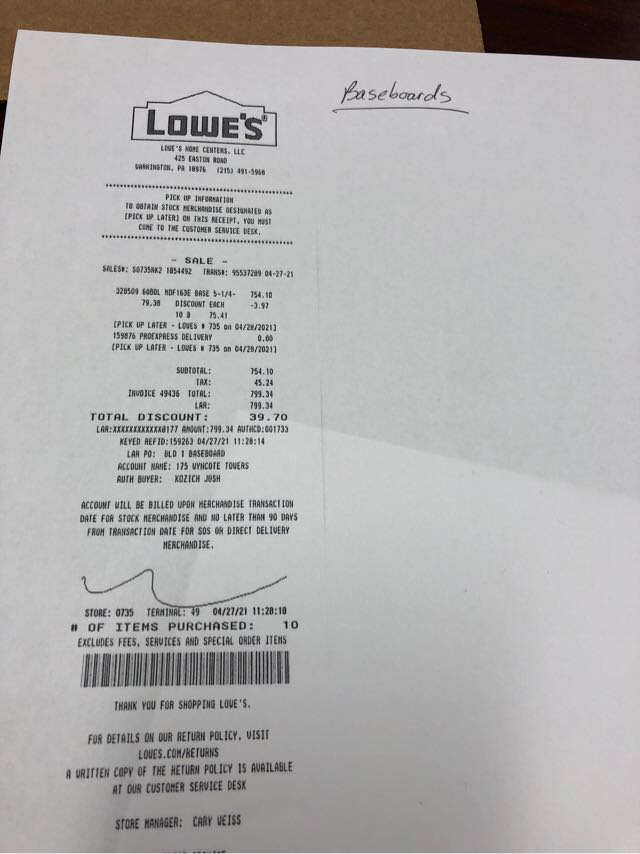 Baseboards
LOWE'S®
LOWE'S HOME CENTERS, LLC
425 EASTON ROAD
WARRINGTON, PA 18976 (215) 491-5960
PICK UP INFORMATION
TO OBTAIN STOCK MERCHANDISE DESIGNATED AS
[PICK UP LATER] ON THIS RECEIPT, YOU MUST
COME TO THE CUSTOMER SERVICE DESK.
- SALE -
SALES#: S0735AK2 1854492 TRANS#: 95537289 04-27-21
328509 608DL MDF163E BASE 5-1/4- 754.10
79.38 DISCOUNT EACH -3.97
10 @ 75.41
[PICK UP LATER - LOWES # 735 on 04/28/2021]
159876 PROEXPRESS DELIVERY 0.00
[PICK UP LATER - LOWES # 735 on 04/28/2021]
SUBTOTAL: 754.10
TAX: 45.24
INVOICE 49436 TOTAL: 799.34
LAR: 799.34
TOTAL DISCOUNT: 39.70
LAR:XXXXXXXXXXXX8177 AMOUNT:799.34 AUTHCD:001733
KEYED REFID:159263 04/27/21 11:28:14
LAR PO: BLD 1 BASEBOARD
ACCOUNT NAME: 175 WYNCOTE TOWERS
AUTH BUYER: KOZICH JOSH
ACCOUNT WILL BE BILLED UPON MERCHANDISE TRANSACTION
DATE FOR STOCK MERCHANDISE AND NO LATER THAN 90 DAYS
FROM TRANSACTION DATE FOR SOS OR DIRECT DELIVERY
MERCHANDISE.
STORE: 0735 TERMINAL: 49 04/27/21 11:28:18
# OF ITEMS PURCHASED: 10
EXCLUDES FEES, SERVICES AND SPECIAL ORDER ITEMS
THANK YOU FOR SHOPPING LOWE'S.
FOR DETAILS ON OUR RETURN POLICY, VISIT
LOWES.COM/RETURNS
A WRITTEN COPY OF THE RETURN POLICY IS AVAILABLE
AT OUR CUSTOMER SERVICE DESK
STORE MANAGER: CARY WEISS